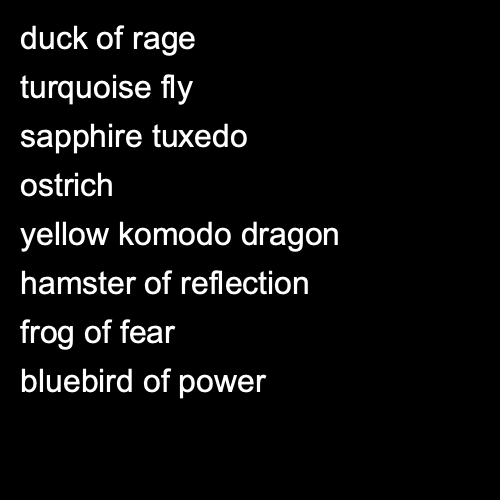 duck of rage
turquoise fly
sapphire tuxedo
ostrich
yellow komodo dragon
hamster of reflection
frog of fear
bluebird of power